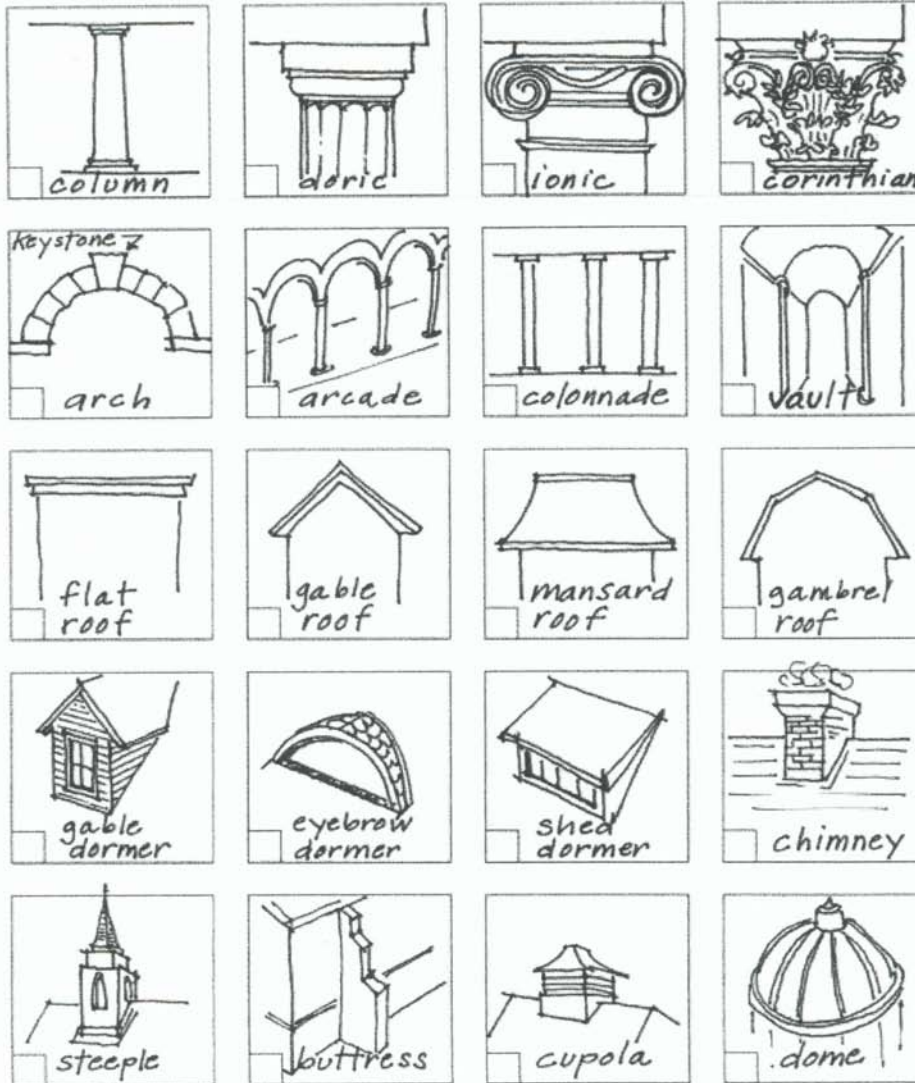 column
doric
ionic
corinthian
keystone
arch
arcade
colonnade
vault
flat
roof
gable
roof
mansard
roof
gambrel
roof
gable
dormer
eyebrow
dormer
shed
dormer
chimney
steeple
buttress
cupola
dome